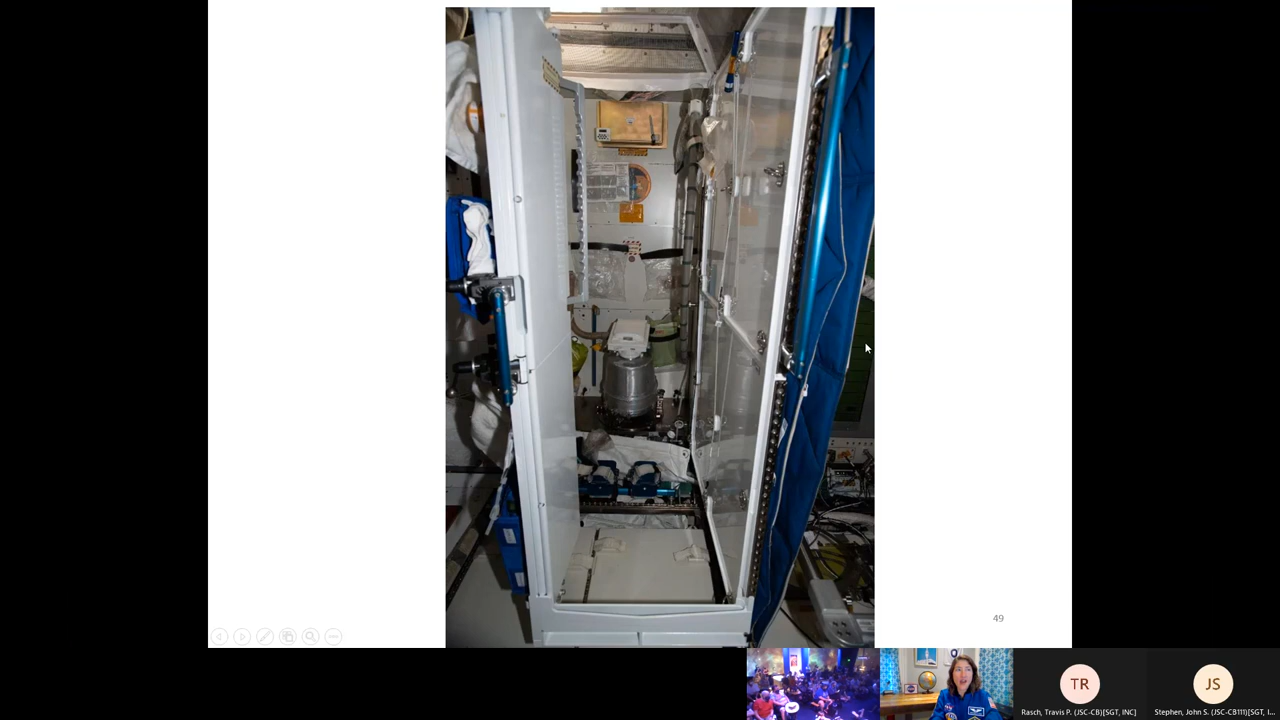 49
TR
JS
Rasch, Travis P. (JSC-CB)[SGT, INC]
Stephen, John S. (JSC-CB111)[SGT, I...